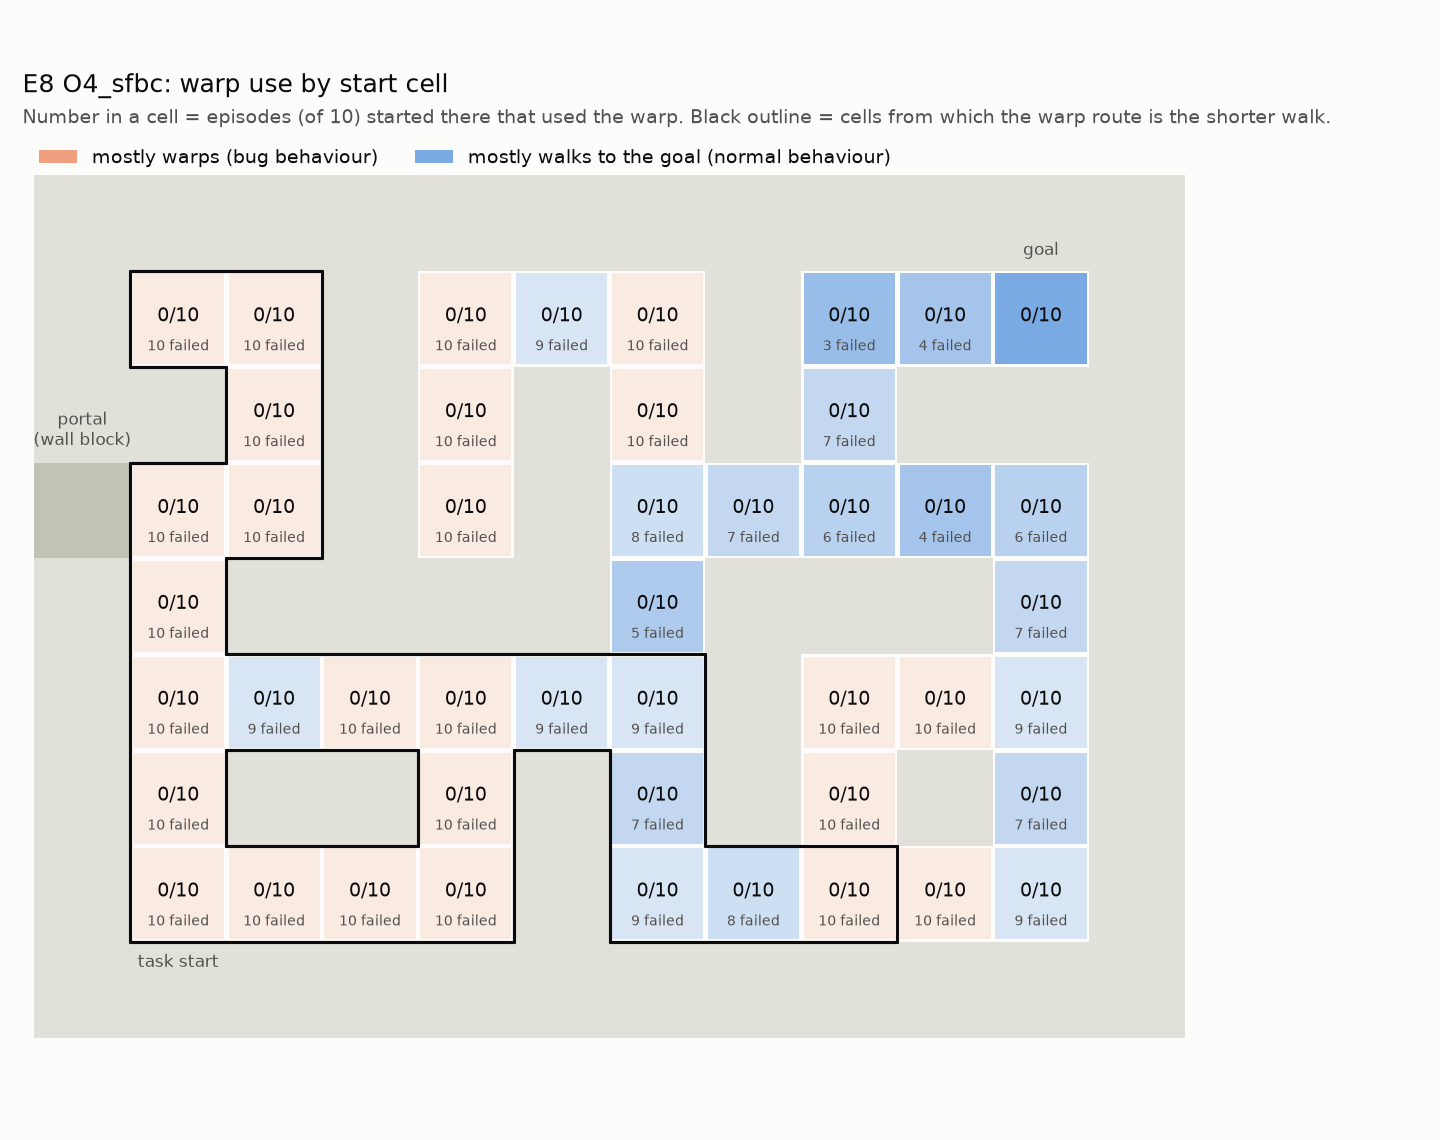 E8 O4_sfbc: warp use by start cell
Number in a cell = episodes (of 10) started there that used the warp. Black outline = cells from which the warp route is the shorter walk.
mostly warps (bug behaviour) mostly walks to the goal (normal behaviour)
goal
0/10 0/10 0/10 0/10 0/10 0/10 0/10 0/10
10 failed 10 failed 10 failed 9 failed 10 failed 3 failed 4 failed
0/10 0/10 0/10 0/10
10 failed 10 failed 10 failed 7 failed
portal
(wall block)
0/10 0/10 0/10 0/10 0/10 0/10 0/10 0/10
10 failed 10 failed 10 failed 8 failed 7 failed 6 failed 4 failed 6 failed
0/10 0/10 0/10
10 failed 5 failed 7 failed
0/10 0/10 0/10 0/10 0/10 0/10 0/10 0/10 0/10
10 failed 9 failed 10 failed 10 failed 9 failed 9 failed 10 failed 10 failed 9 failed
0/10 0/10 0/10 0/10 0/10
10 failed 10 failed 7 failed 10 failed 7 failed
0/10 0/10 0/10 0/10 0/10 0/10 0/10 0/10 0/10
10 failed 10 failed 10 failed 10 failed 9 failed 8 failed 10 failed 10 failed 9 failed
task start